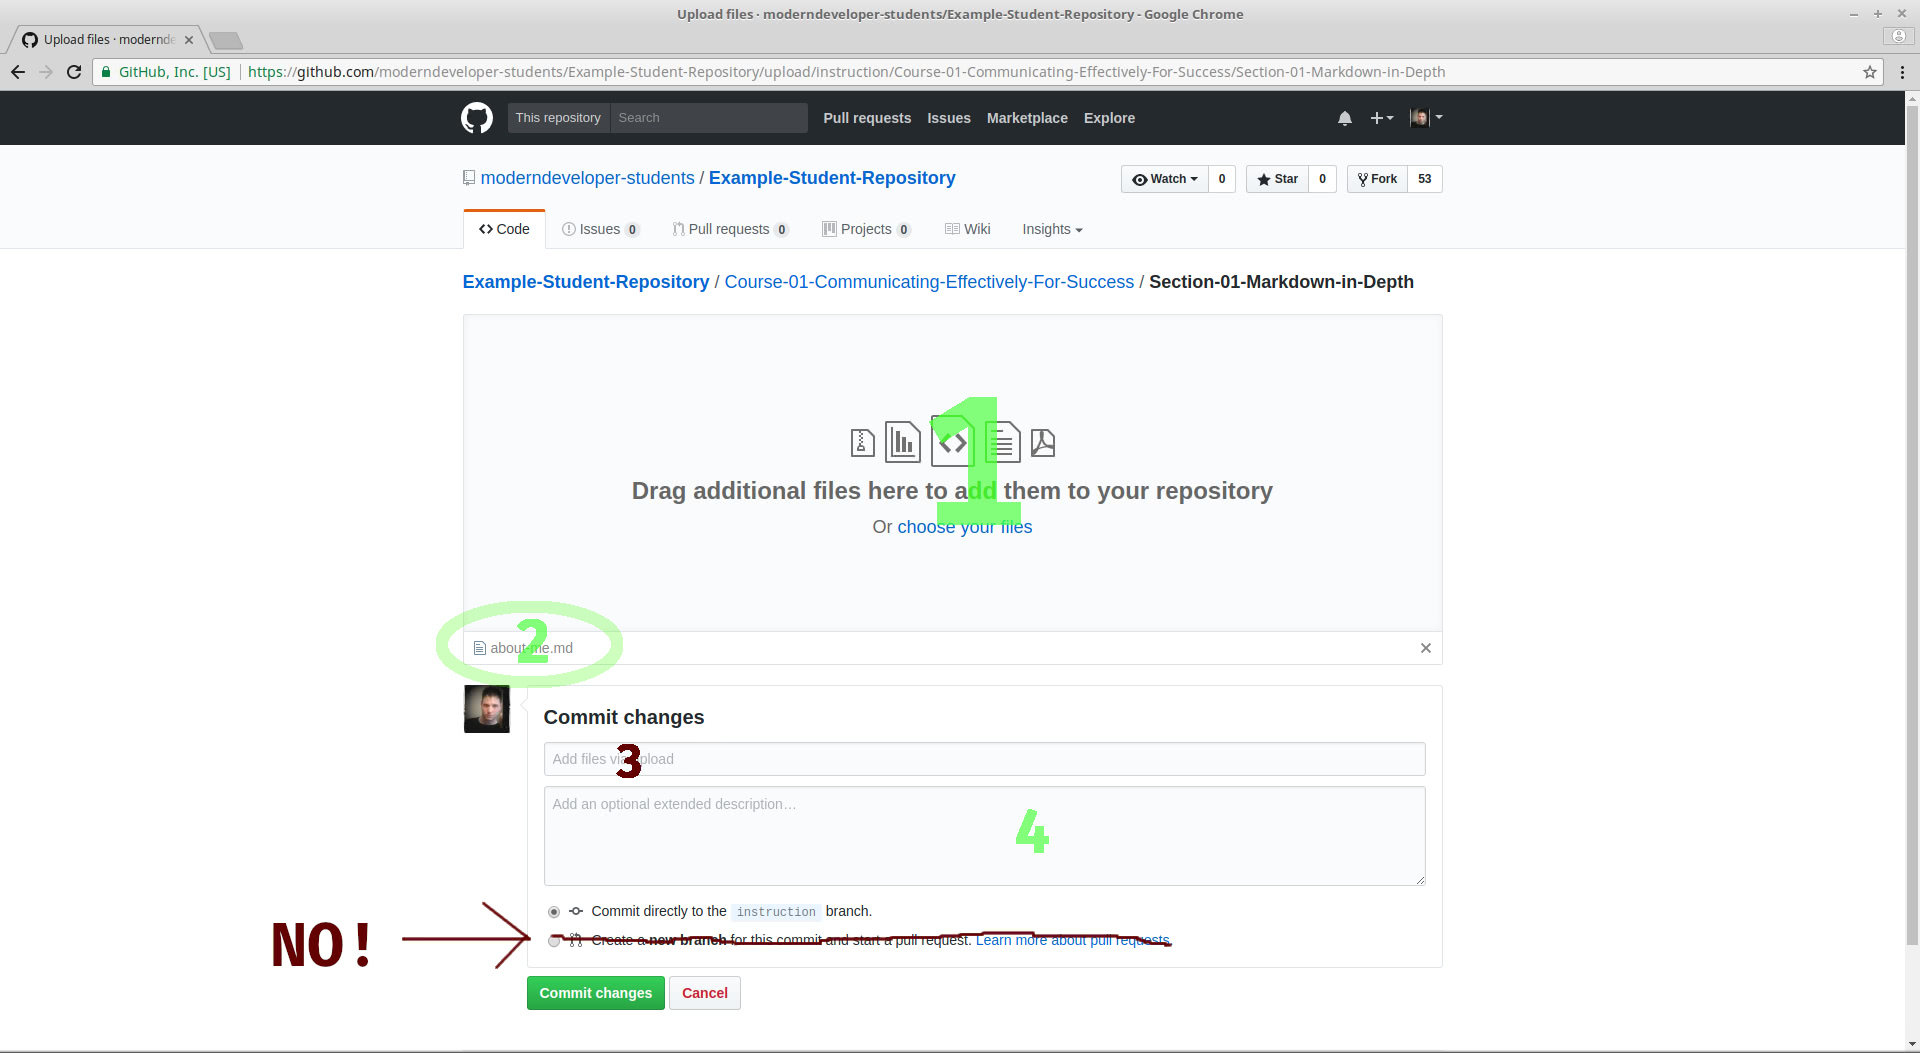 Upload files · moderndeveloper-students/Example-Student-Repository - Google Chrome
Upload files · modernde
GitHub, Inc. [US] https://github.com/moderndeveloper-students/Example-Student-Repository/upload/instruction/Course-01-Communicating-Effectively-For-Success/Section-01-Markdown-in-Depth
This repository Search Pull requests Issues Marketplace Explore
moderndeveloper-students / Example-Student-Repository Watch 0 Star 0 Fork 53
Code Issues 0 Pull requests 0 Projects 0 Wiki Insights
Example-Student-Repository / Course-01-Communicating-Effectively-For-Success / Section-01-Markdown-in-Depth
1
Drag additional files here to add them to your repository
Or choose your files
2
about-me.md
Commit changes
Add files via upload
3
Add an optional extended description…
4
Commit directly to the instruction branch.
NO!
Create a new branch for this commit and start a pull request. Learn more about pull requests.
Commit changes Cancel